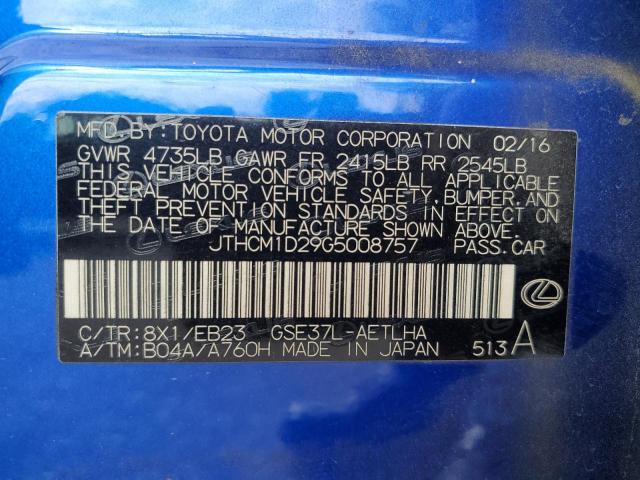 MFD. BY: TOYOTA MOTOR CORPORATION 02/16
GVWR 4735LB GAWR FR 2415LB RR 2545LB
THIS VEHICLE CONFORMS TO ALL APPLICABLE
FEDERAL MOTOR VEHICLE SAFETY, BUMPER, AND
THEFT PREVENTION STANDARDS IN EFFECT ON
THE DATE OF MANUFACTURE SHOWN ABOVE.
JTHCM1D29G5008757 PASS. CAR
C/TR: 8X1/EB23 GSE37L-AETLHA
A/TM: B04A/A760H MADE IN JAPAN 513 A